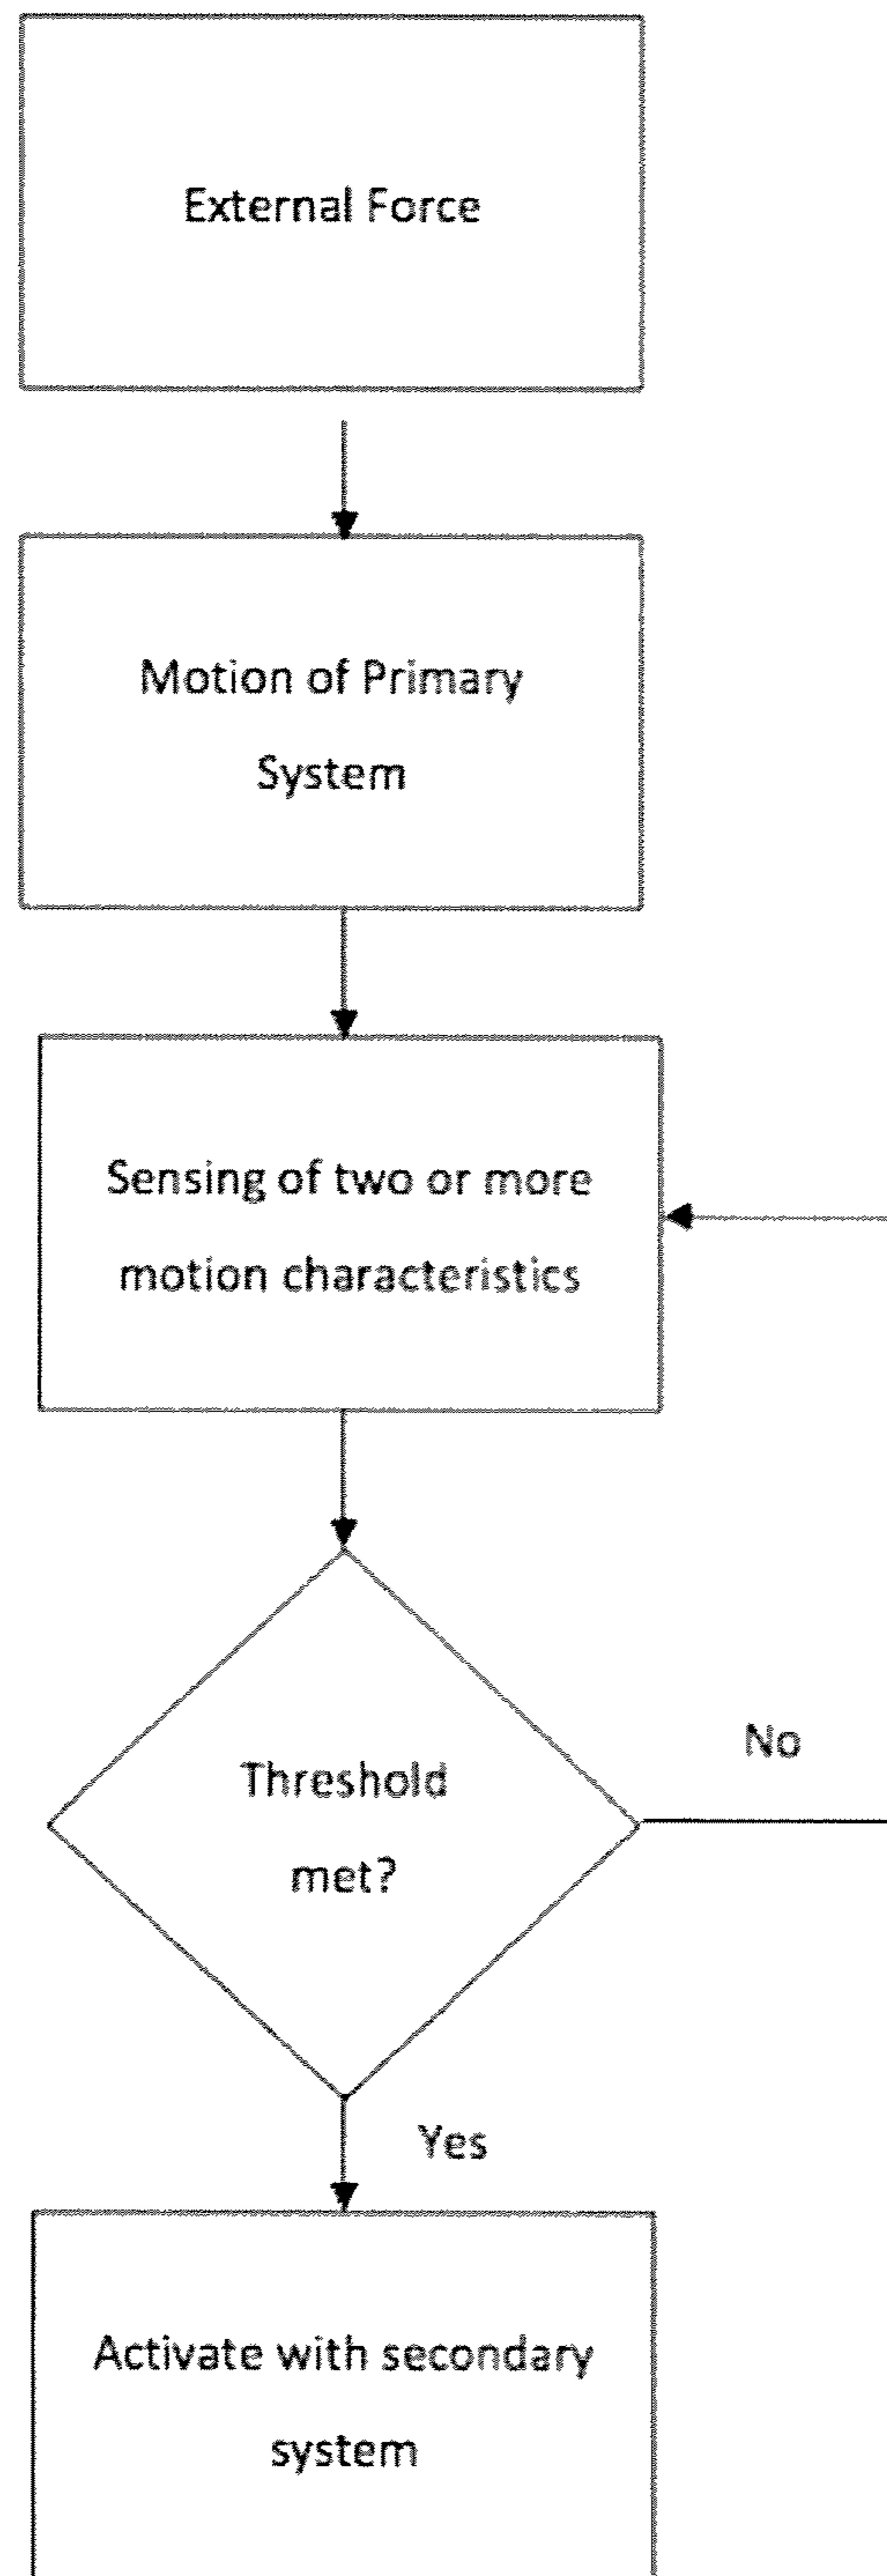 External Force
Motion of Primary
System
Sensing of two or more
motion characteristics
Threshold
met?
No
Yes
Activate with secondary
system